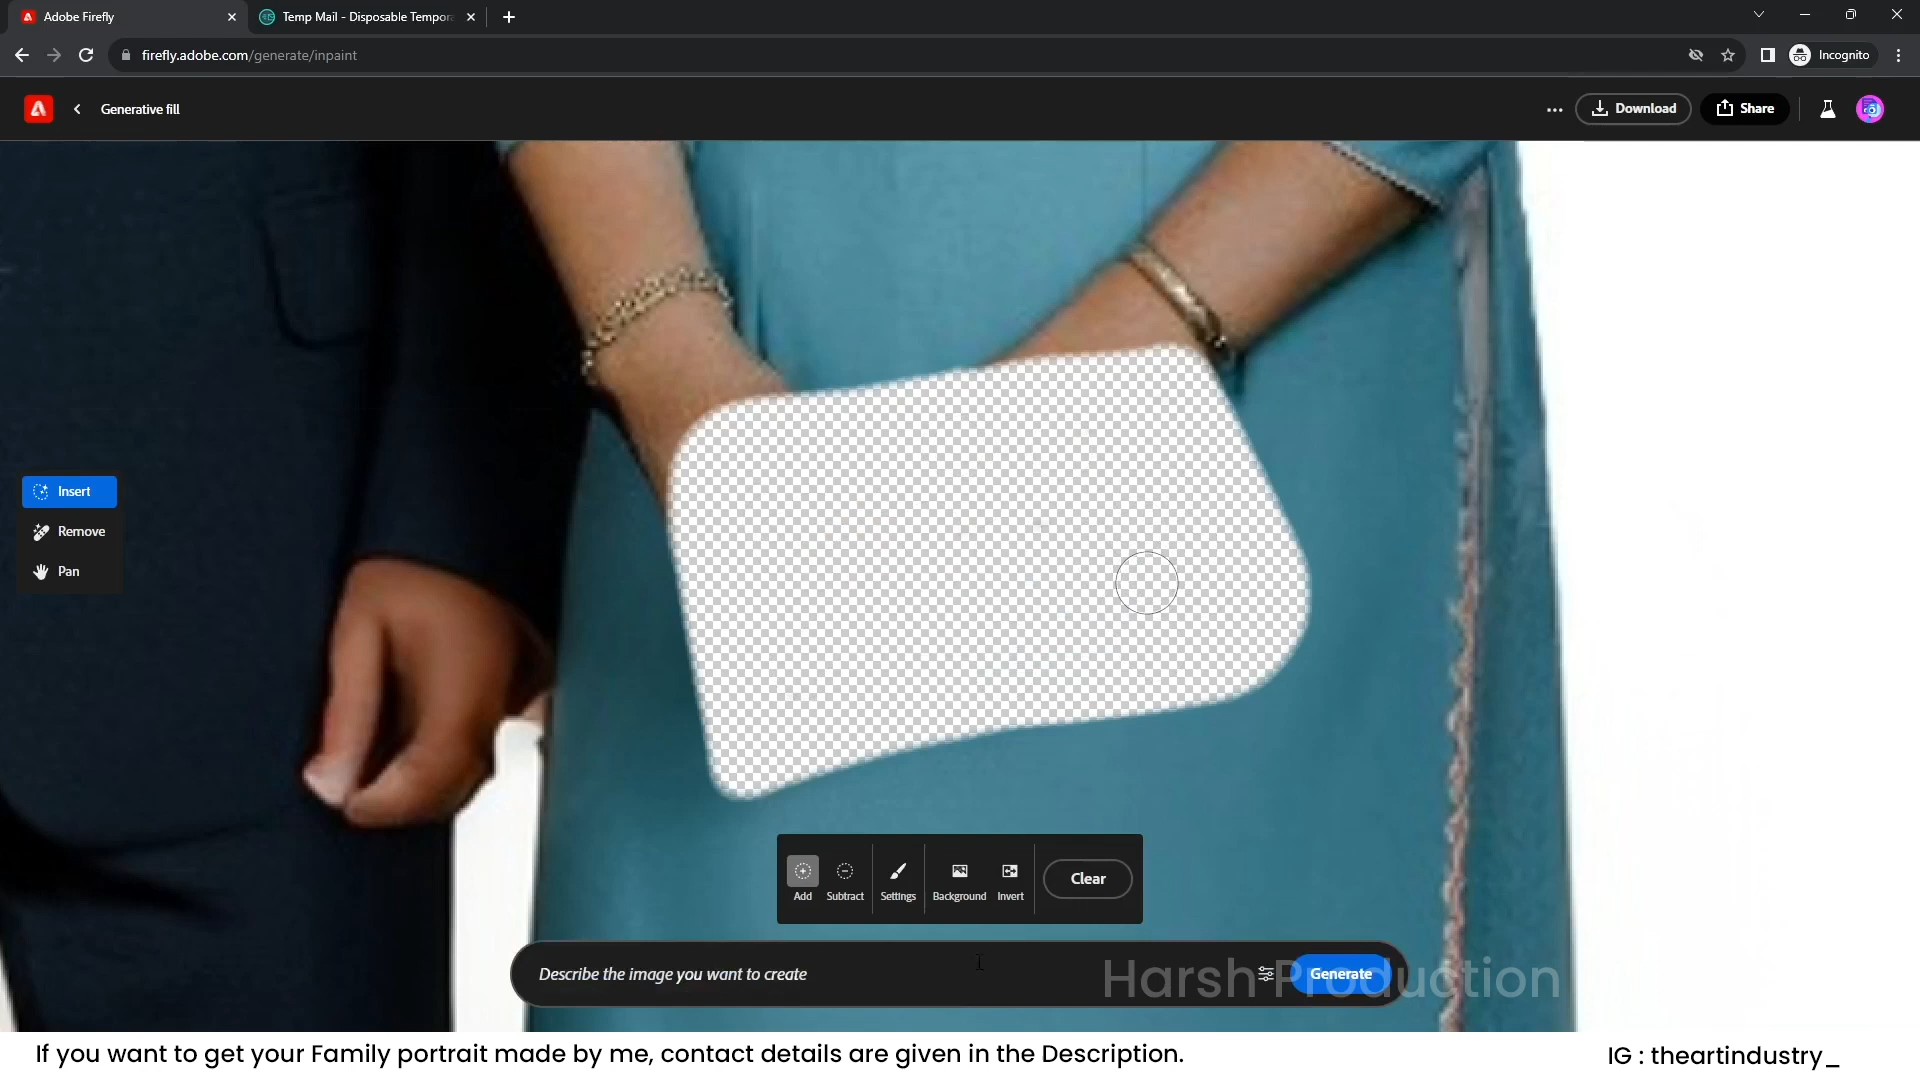 Adobe Firefly
Temp Mail - Disposable Tempora
firefly.adobe.com/generate/inpaint
Incognito
Generative fill
Download
Share
Insert
Remove
Pan
Add
Subtract
Settings
Background
Invert
Clear
Describe the image you want to create
Generate
Harsh Production
If you want to get your Family portrait made by me, contact details are given in the Description.
IG : theartindustry_